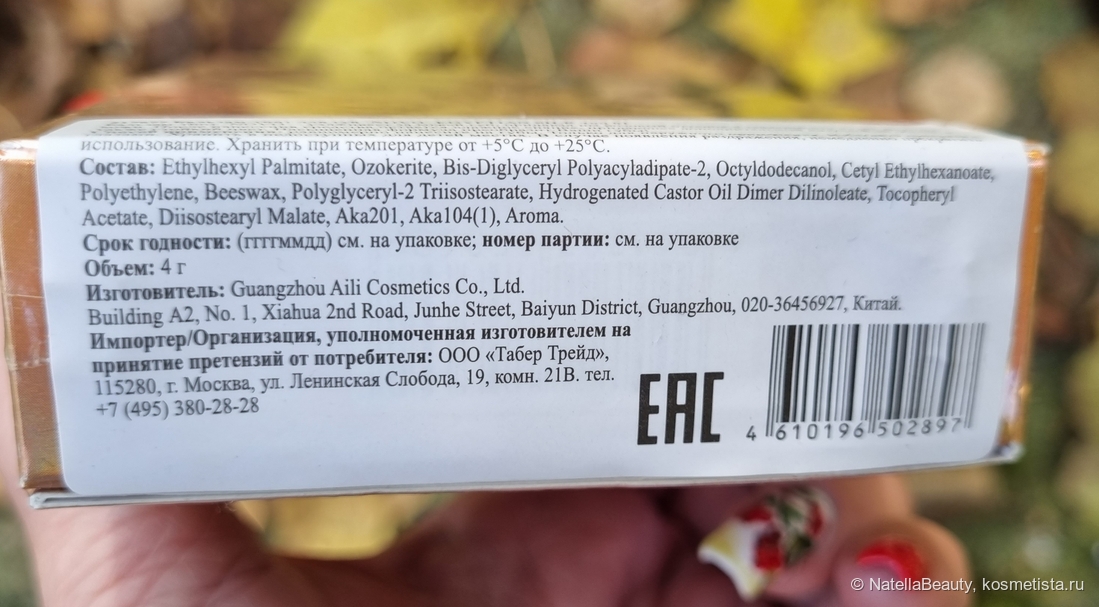 использование. Хранить при температуре от +5°C до +25°C.
Состав: Ethylhexyl Palmitate, Ozokerite, Bis-Diglyceryl Polyacyladipate-2, Octyldodecanol, Cetyl Ethylhexanoate,
Polyethylene, Beeswax, Polyglyceryl-2 Triisostearate, Hydrogenated Castor Oil Dimer Dilinoleate, Tocopheryl
Acetate, Diisostearyl Malate, Aka201, Aka104(1), Aroma.
Срок годности: (ггггммдд) см. на упаковке; номер партии: см. на упаковке
Объем: 4 г
Изготовитель: Guangzhou Aili Cosmetics Co., Ltd.
Building A2, No. 1, Xiahua 2nd Road, Junhe Street, Baiyun District, Guangzhou, 020-36456927, Китай.
Импортер/Организация, уполномоченная изготовителем на
принятие претензий от потребителя: ООО «Табер Трейд»,
115280, г. Москва, ул. Ленинская Слобода, 19, комн. 21В. тел.
+7 (495) 380-28-28
EAC
4 610196 502897
© NatellaBeauty, kosmetista.ru